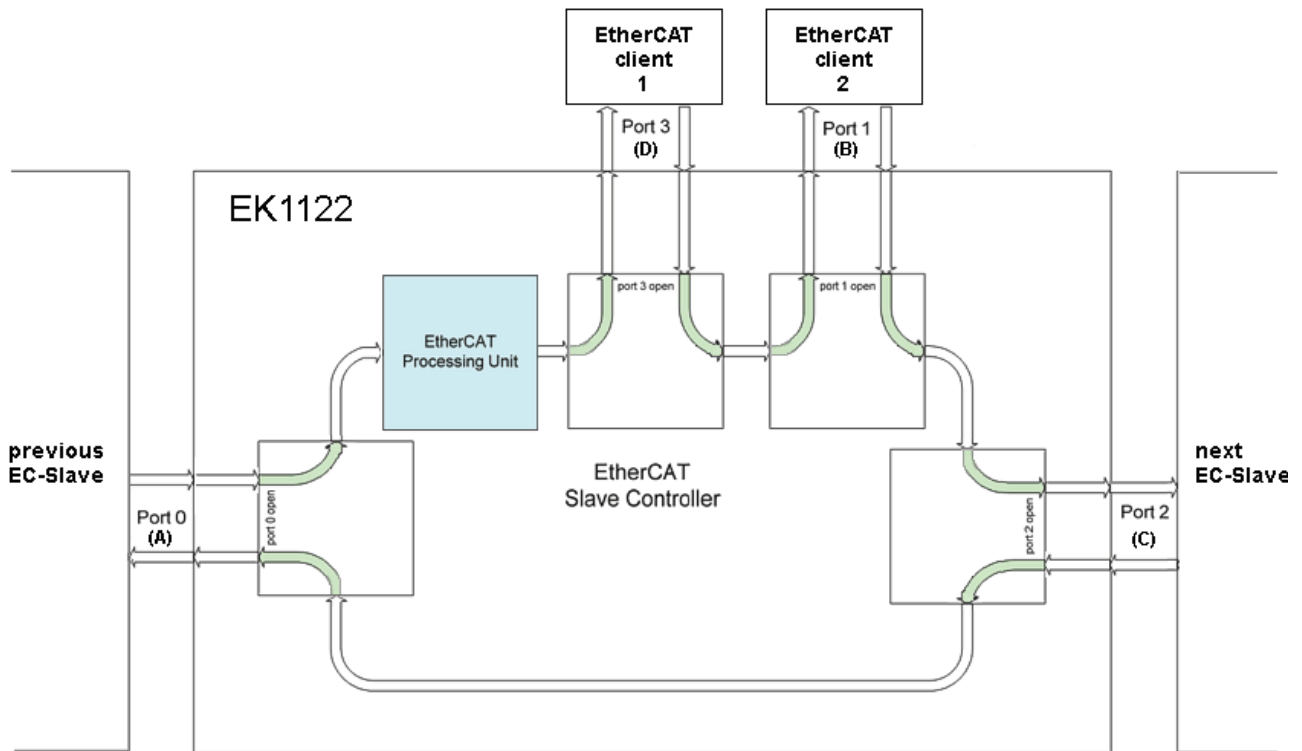 EtherCAT
client
1
EtherCAT
client
2
Port 3
(D)
Port 1
(B)
EK1122
port 3 open
port 1 open
EtherCAT
Processing Unit
previous
EC-Slave
EtherCAT
Slave Controller
next
EC-Slave
Port 0
(A)
port 0 open
port 2 open
Port 2
(C)